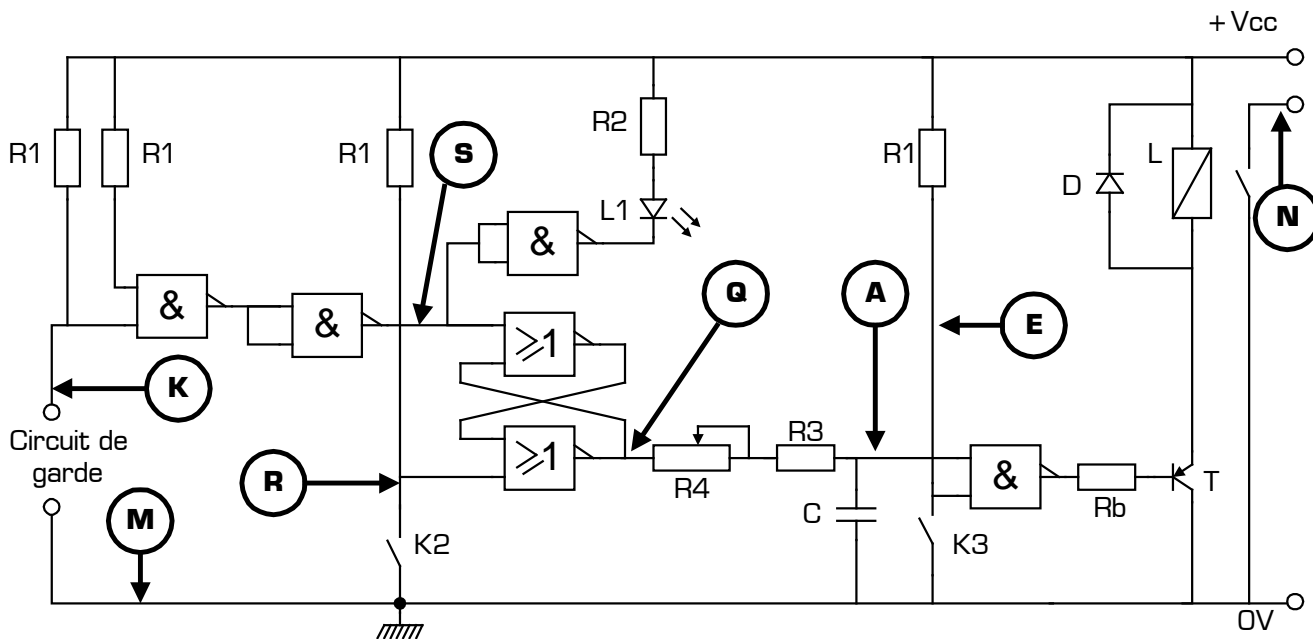 + Vcc
R1
R1
R1
S
R2
R1
L
D
N
L1
&
&
&
Q
A
E
≥1
K
Circuit de
garde
≥1
R3
R
R4
&
M
C
Rb
T
K2
K3
0V